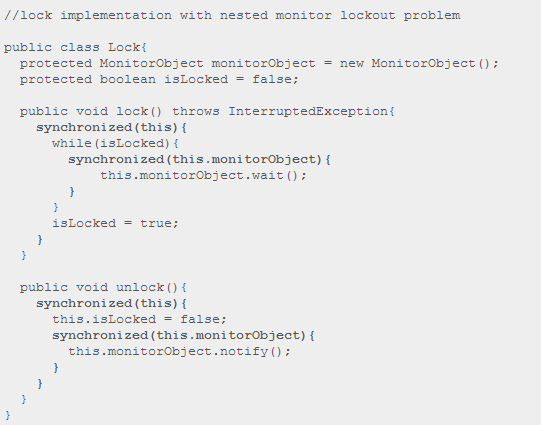 //lock implementation with nested monitor lockout problem

public class Lock{
  protected MonitorObject monitorObject = new MonitorObject();
  protected boolean isLocked = false;

  public void lock() throws InterruptedException{
    synchronized(this){
      while(isLocked){
        synchronized(this.monitorObject){
            this.monitorObject.wait();
        }
      }
      isLocked = true;
    }
  }

  public void unlock(){
    synchronized(this){
      this.isLocked = false;
      synchronized(this.monitorObject){
        this.monitorObject.notify();
      }
    }
  }
}